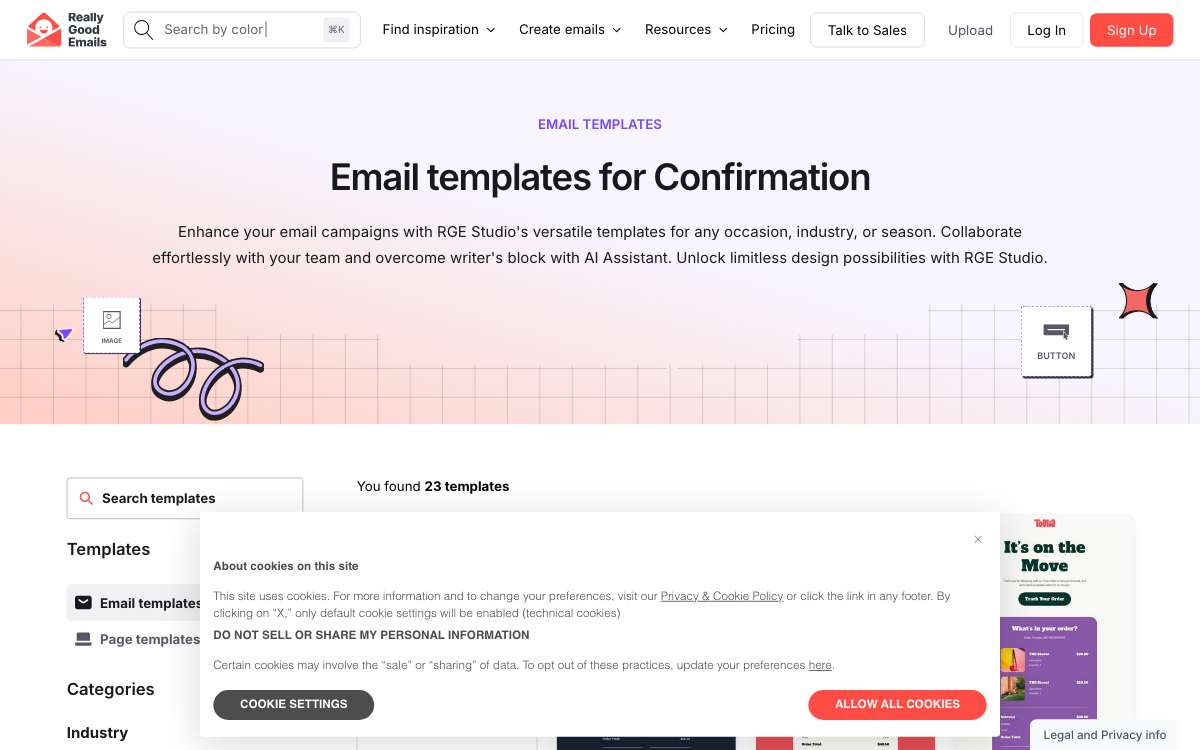 Really
Good
Emails
Search by color
⌘K
Find inspiration
Create emails
Resources
Pricing
Talk to Sales
Upload
Log In
Sign Up
EMAIL TEMPLATES
Email templates for Confirmation
Enhance your email campaigns with RGE Studio's versatile templates for any occasion, industry, or season. Collaborate
effortlessly with your team and overcome writer's block with AI Assistant. Unlock limitless design possibilities with RGE Studio.
IMAGE
BUTTON
Search templates
You found 23 templates
Templates
Email templates
Page templates
Categories
Industry
About cookies on this site
This site uses cookies. For more information and to change your preferences, visit our Privacy & Cookie Policy or click the link in any footer. By
clicking on “X,” only default cookie settings will be enabled (technical cookies)
DO NOT SELL OR SHARE MY PERSONAL INFORMATION
Certain cookies may involve the “sale” or “sharing” of data. To opt out of these practices, update your preferences here.
COOKIE SETTINGS
ALLOW ALL COOKIES
It's on the
Move
Track Your Order
What's in your order?
Order Total
Order Total
Legal and Privacy info